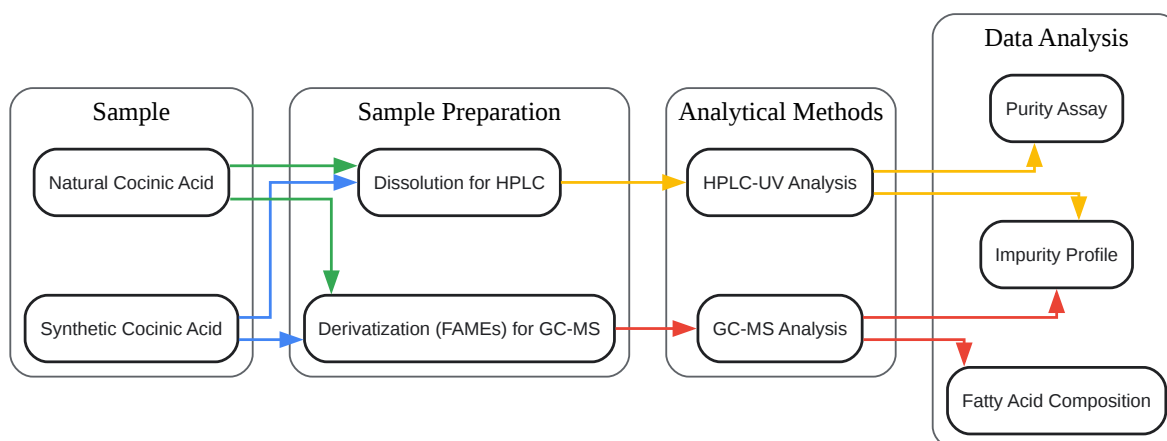 Sample
Natural Cocinic Acid
Synthetic Cocinic Acid
Sample Preparation
Dissolution for HPLC
Derivatization (FAMEs) for GC-MS
Analytical Methods
HPLC-UV Analysis
GC-MS Analysis
Data Analysis
Purity Assay
Impurity Profile
Fatty Acid Composition